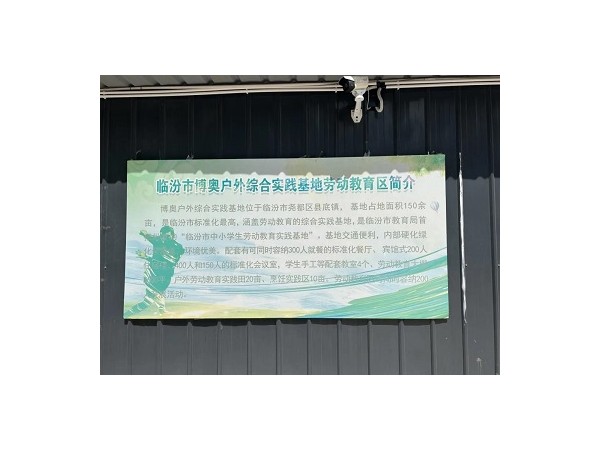 临汾市博奥户外综合实践基地劳动教育区简介
博奥户外综合实践基地位于临汾市尧都区县底镇，基地占地面积150余
亩，是临汾市标准化最高，涵盖劳动教育的综合实践基地，是临汾市教育局首
“临汾市中小学生劳动教育实践基地”。基地交通便利，内部硬化绿
化 环境优美。配套有可同时容纳300人就餐的标准化餐厅、宾馆式200人
400人和150人的标准化会议室，学生手工等配套教室4个，劳动教育
户外劳动教育实践田20亩，烹饪实践区10亩，劳动 时容纳200
活动。